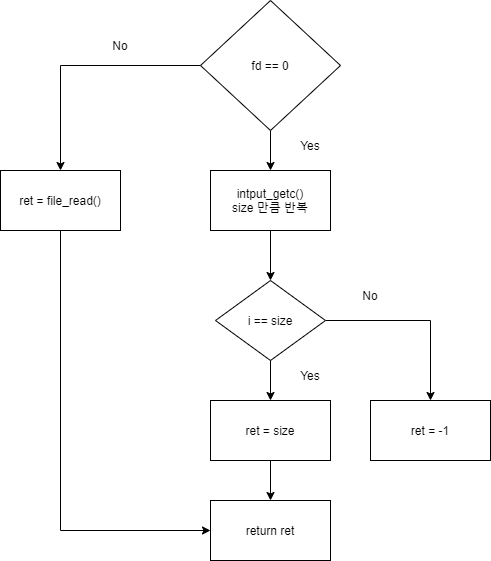 No
fd == 0
Yes
ret = file_read()
intput_getc()
size 만큼 반복
No
i == size
Yes
ret = size
ret = -1
return ret